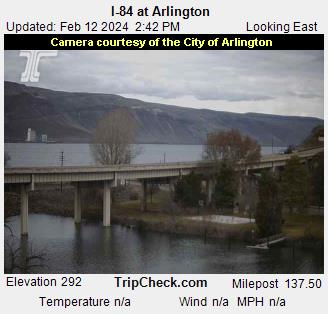 I-84 at Arlington
Updated: Feb 12 2024 2:42 PM Looking East
Camera courtesy of the City of Arlington
Elevation 292 TripCheck.com Milepost 137.50
Temperature n/a Wind n/a MPH n/a